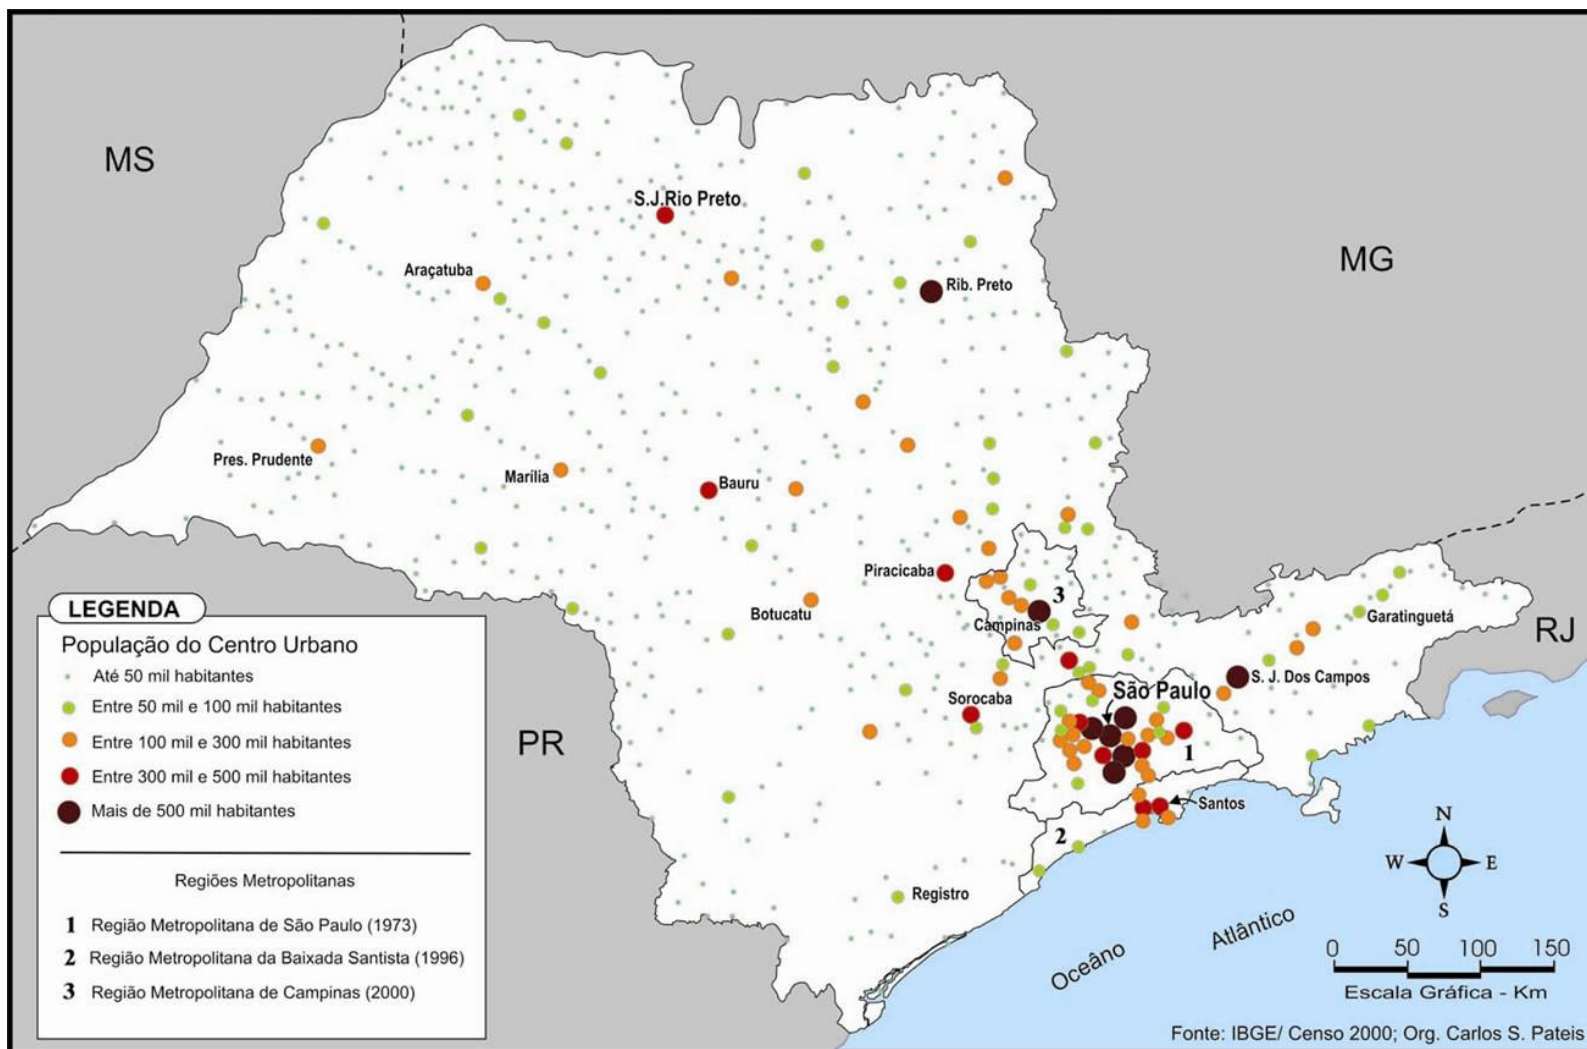 MS
S.J.Rio Preto
MG
Araçatuba
Rib. Preto
Pres. Prudente
Marília
Bauru
Piracicaba
3
Botucatu
Campinas
Garatinguetá
RJ
S. J. Dos Campos
São Paulo
Sorocaba
PR
1
Santos
2
Registro
LEGENDA
População do Centro Urbano
Até 50 mil habitantes
Entre 50 mil e 100 mil habitantes
Entre 100 mil e 300 mil habitantes
Entre 300 mil e 500 mil habitantes
Mais de 500 mil habitantes
Regiões Metropolitanas
1 Região Metropolitana de São Paulo (1973)
2 Região Metropolitana da Baixada Santista (1996)
3 Região Metropolitana de Campinas (2000)
N
W E
S
Oceâno Atlântico
0 50 100 150
Escala Gráfica - Km
Fonte: IBGE/ Censo 2000; Org. Carlos S. Pateis